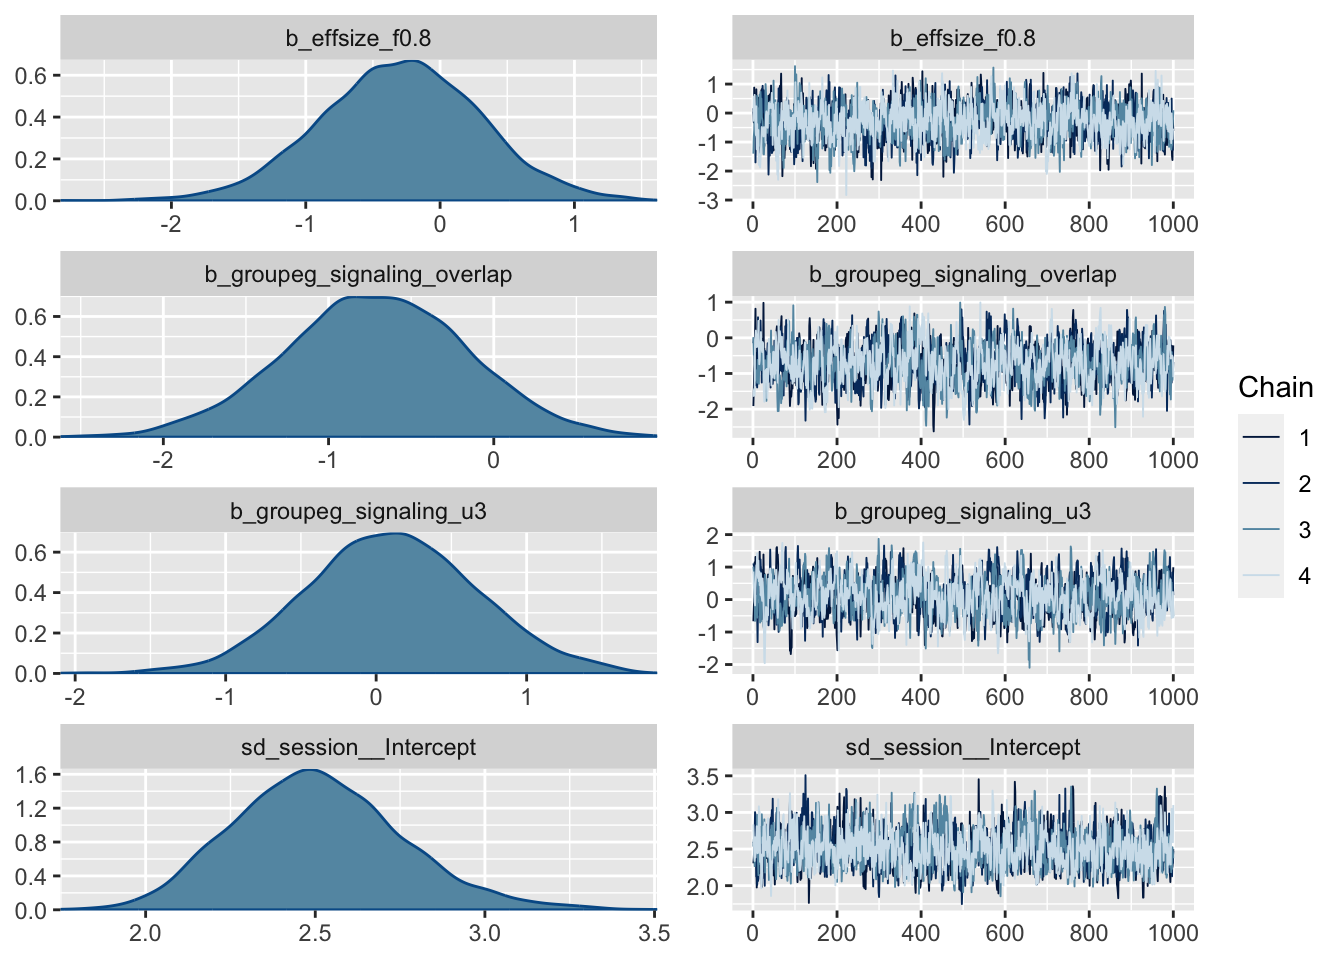 b_effsize_f0.8
b_effsize_f0.8
0.6
0.4
0.2
0.0
-2 -1 0 1
1
0
-1
-2
-3
0 200 400 600 800 1000
b_groupeg_signaling_overlap
b_groupeg_signaling_overlap
0.6
0.4
0.2
0.0
-2 -1 0
1
0
-1
-2
0 200 400 600 800 1000
b_groupeg_signaling_u3
b_groupeg_signaling_u3
0.6
0.4
0.2
0.0
-2 -1 0 1
2
1
0
-1
-2
0 200 400 600 800 1000
sd_session__Intercept
sd_session__Intercept
1.6
1.2
0.8
0.4
0.0
2.0 2.5 3.0 3.5
3.5
3.0
2.5
2.0
0 200 400 600 800 1000
Chain
1
2
3
4